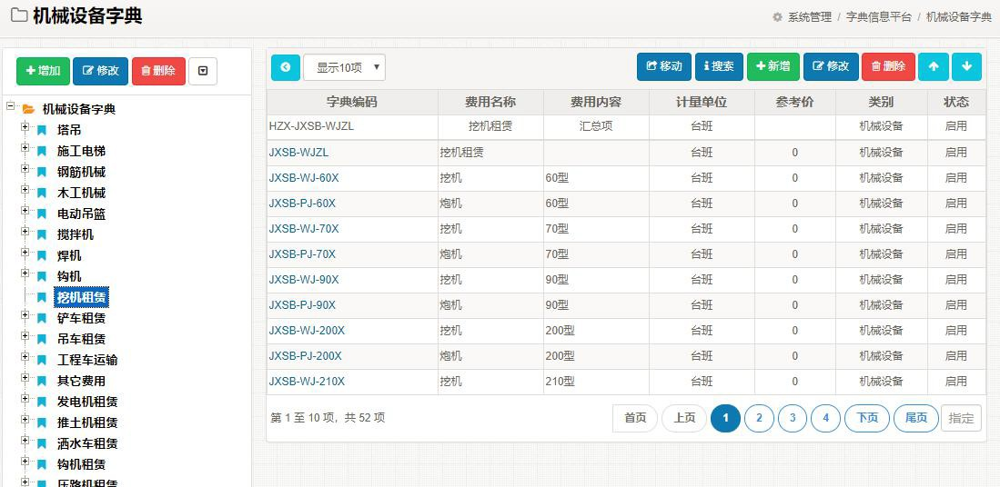 机械设备字典
系统管理 / 字典信息平台 / 机械设备字典
增加 修改 删除
机械设备字典
塔吊
施工电梯
钢筋机械
木工机械
电动吊篮
搅拌机
焊机
钩机
挖机租赁
铲车租赁
吊车租赁
工程车运输
其它费用
发电机租赁
推土机租赁
洒水车租赁
钩机租赁
压路机租赁
显示10项 移动 搜索 新增 修改 删除
字典编码 费用名称 费用内容 计量单位 参考价 类别 状态
HZX-JXSB-WJZL 挖机租赁 汇总项 台班 机械设备 启用
JXSB-WJZL 挖机租赁 台班 0 机械设备 启用
JXSB-WJ-60X 挖机 60型 台班 0 机械设备 启用
JXSB-PJ-60X 炮机 60型 台班 0 机械设备 启用
JXSB-WJ-70X 挖机 70型 台班 0 机械设备 启用
JXSB-PJ-70X 炮机 70型 台班 0 机械设备 启用
JXSB-WJ-90X 挖机 90型 台班 0 机械设备 启用
JXSB-PJ-90X 炮机 90型 台班 0 机械设备 启用
JXSB-WJ-200X 挖机 200型 台班 0 机械设备 启用
JXSB-PJ-200X 炮机 200型 台班 0 机械设备 启用
JXSB-WJ-210X 挖机 210型 台班 0 机械设备 启用
第 1 至 10 项，共 52 项 首页 上页 1 2 3 4 下页 尾页 指定